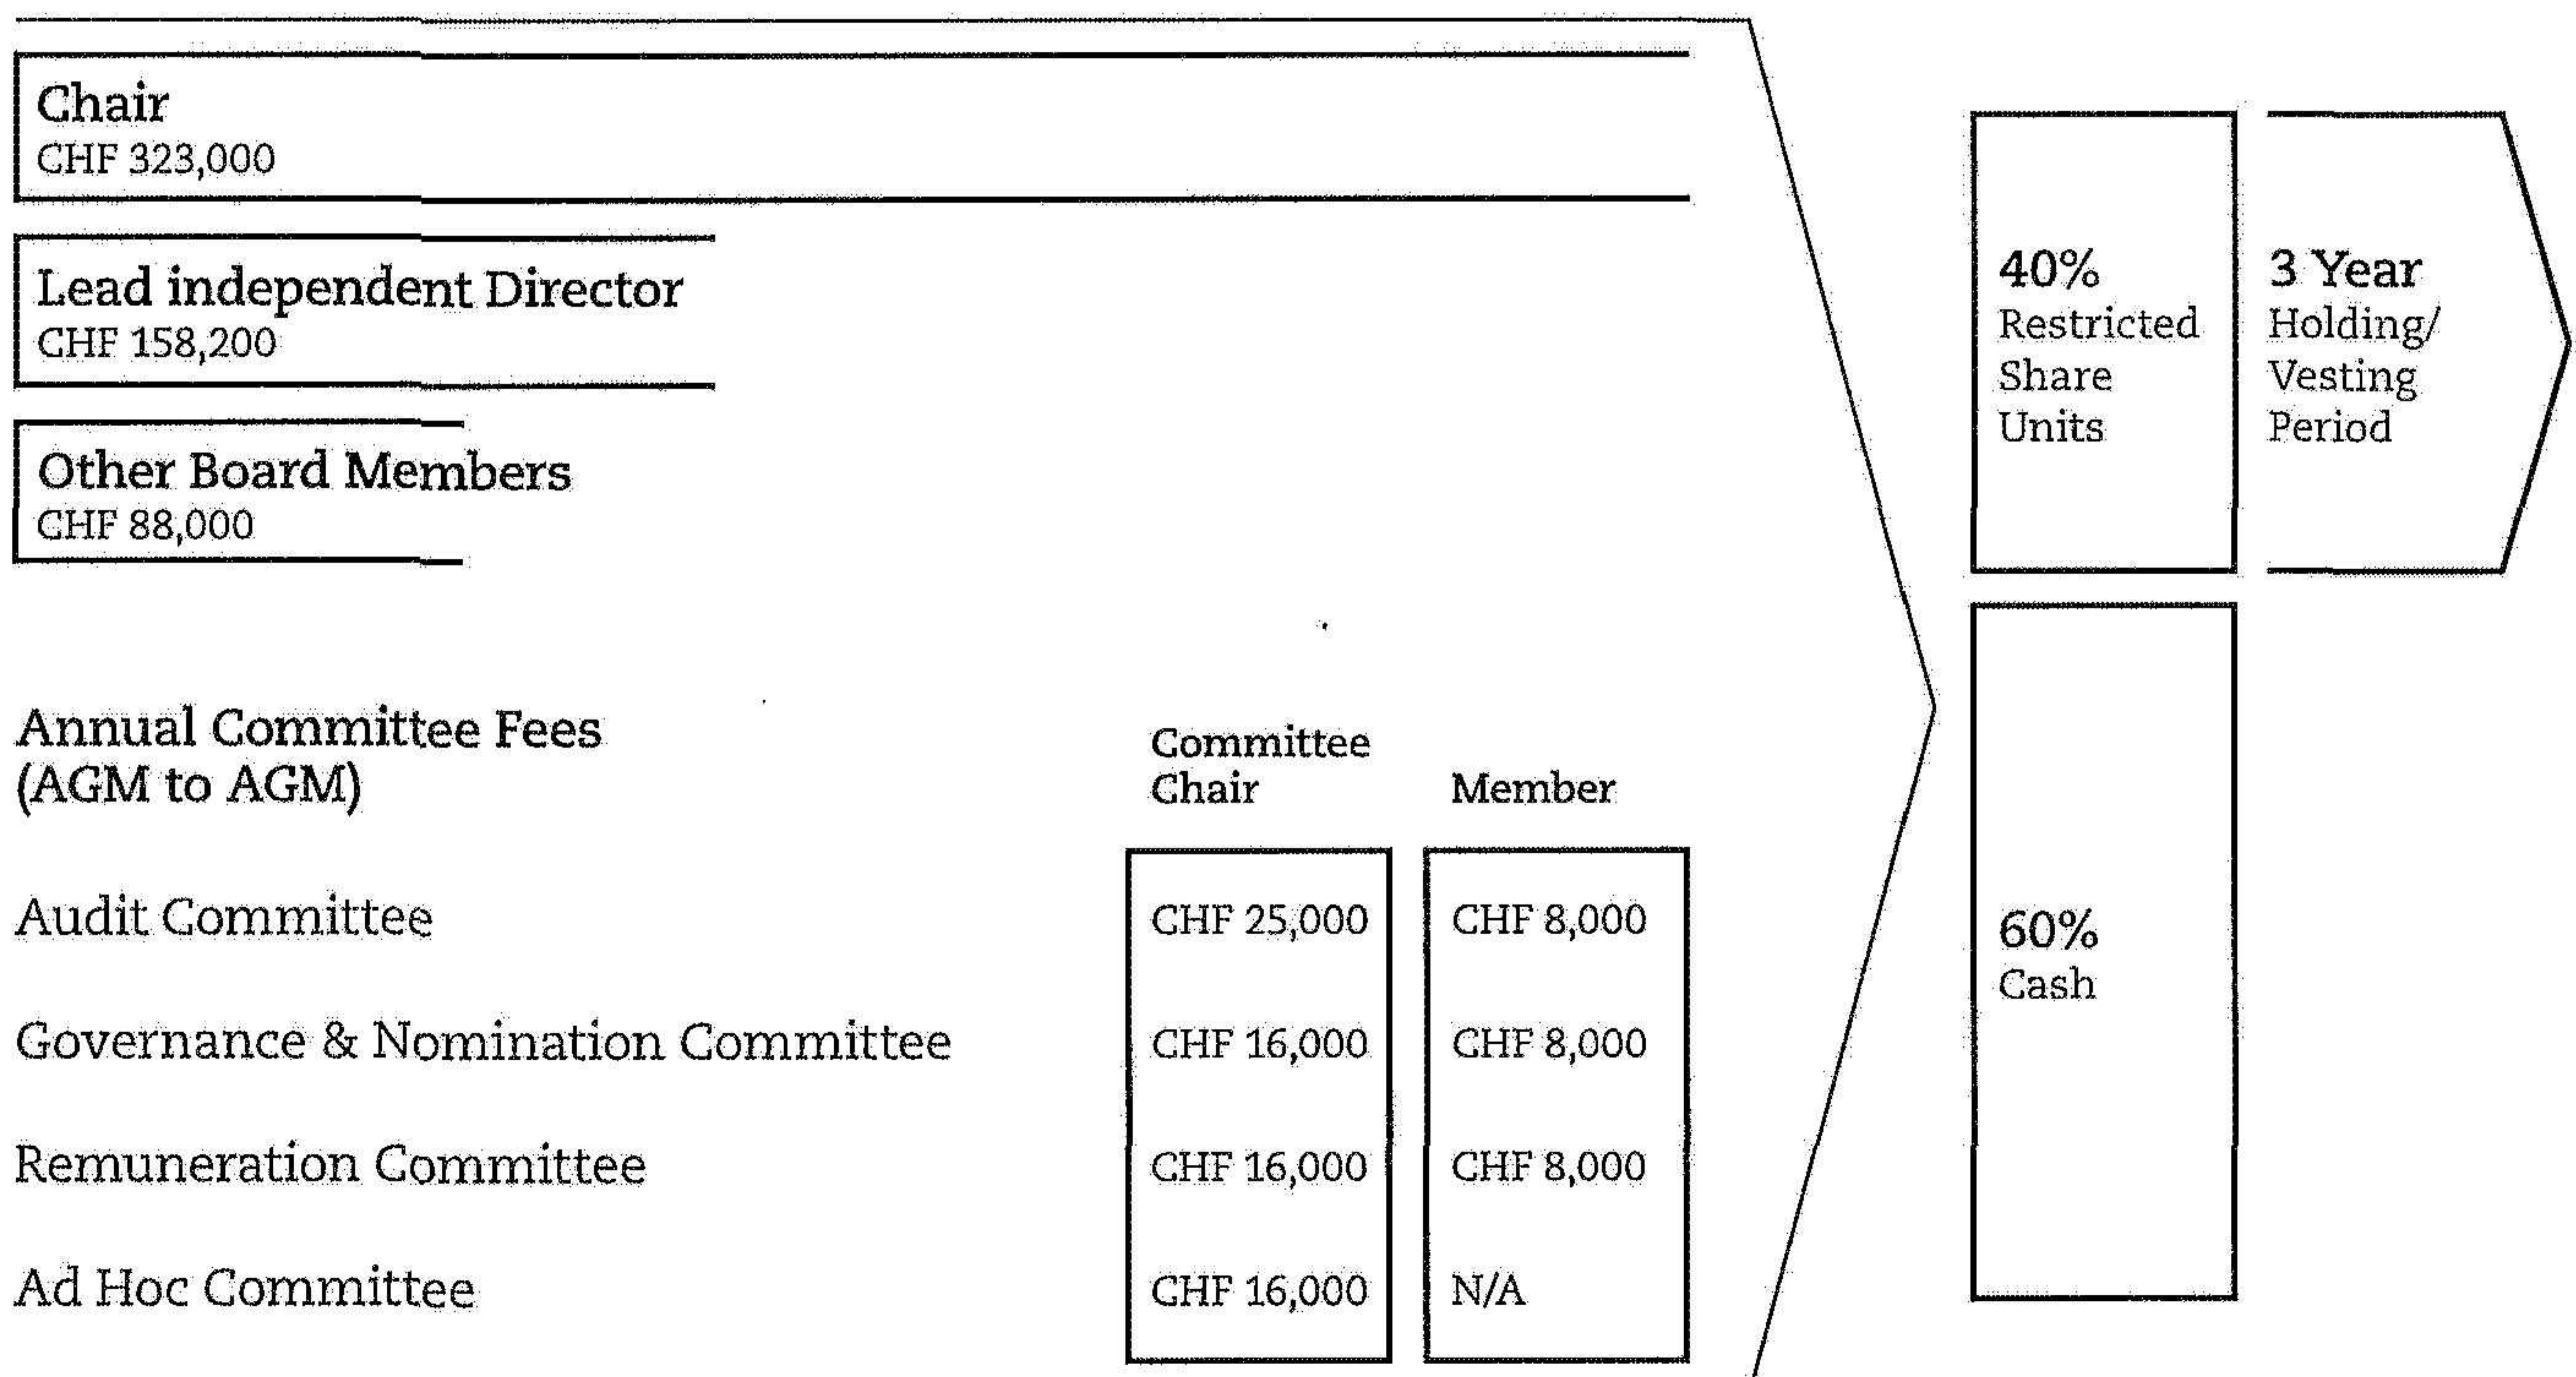 Chair
CHF 323,000
Lead independent Director
CHF 158,200
Other Board Members
CHF 88,000
40%
Restricted
Share
Units
3 Year
Holding/
Vesting
Period
Annual Committee Fees
(AGM to AGM)
Committee
Chair
Member
Audit Committee
CHF 25,000
CHF 8,000
Governance & Nomination Committee
CHF 16,000
CHF 8,000
Remuneration Committee
CHF 16,000
CHF 8,000
Ad Hoc Committee
CHF 16,000
N/A
60%
Cash